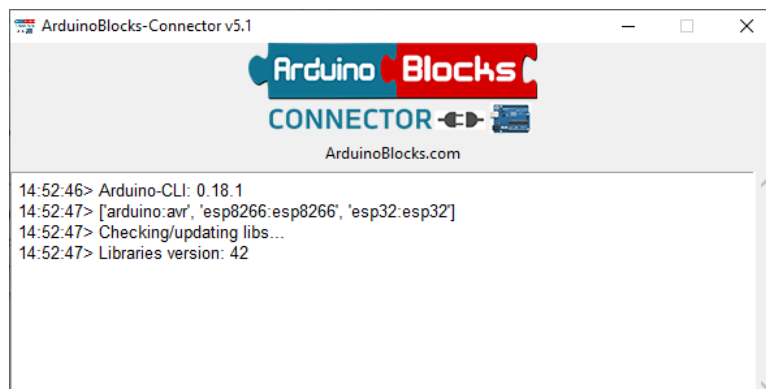 ArduinoBlocks-Connector v5.1
Arduino Blocks
CONNECTOR
ArduinoBlocks.com
14:52:46> Arduino-CLI: 0.18.1
14:52:47> ['arduino:avr', 'esp8266:esp8266', 'esp32:esp32']
14:52:47> Checking/updating libs...
14:52:47> Libraries version: 42